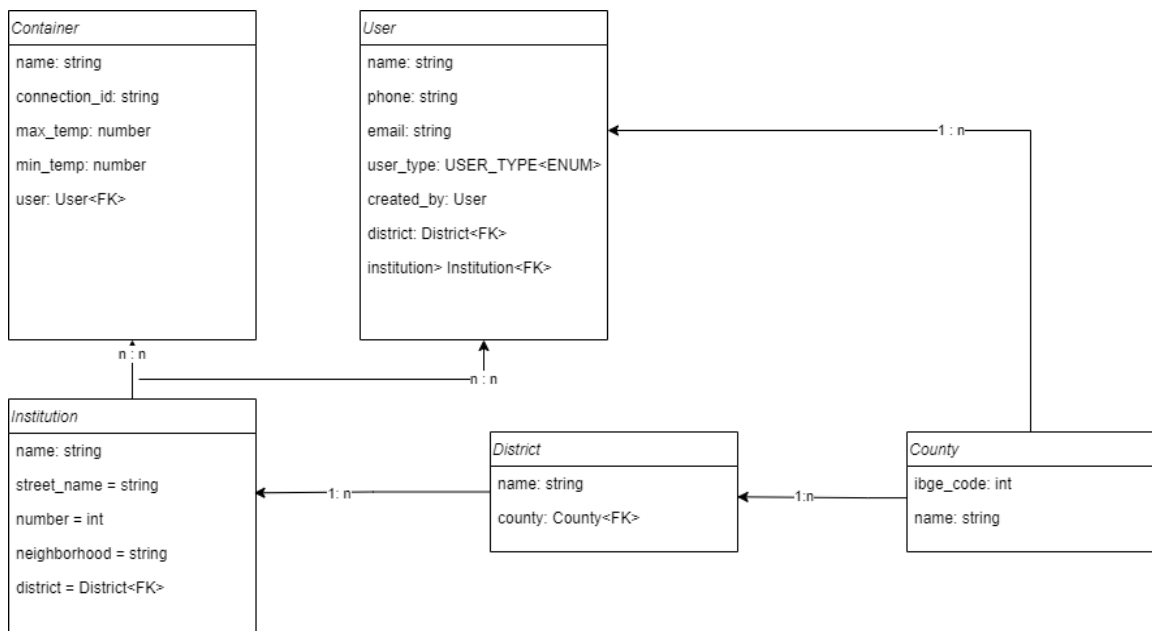 Container
name: string
connection_id: string
max_temp: number
min_temp: number
user: User<FK>
User
name: string
phone: string
email: string
user_type: USER_TYPE<ENUM>
created_by: User
district: District<FK>
institution> Institution<FK>
1 : n
n : n
n : n
Institution
name: string
street_name = string
number = int
neighborhood = string
district = District<FK>
1: n
District
name: string
county: County<FK>
1:n
County
ibge_code: int
name: string